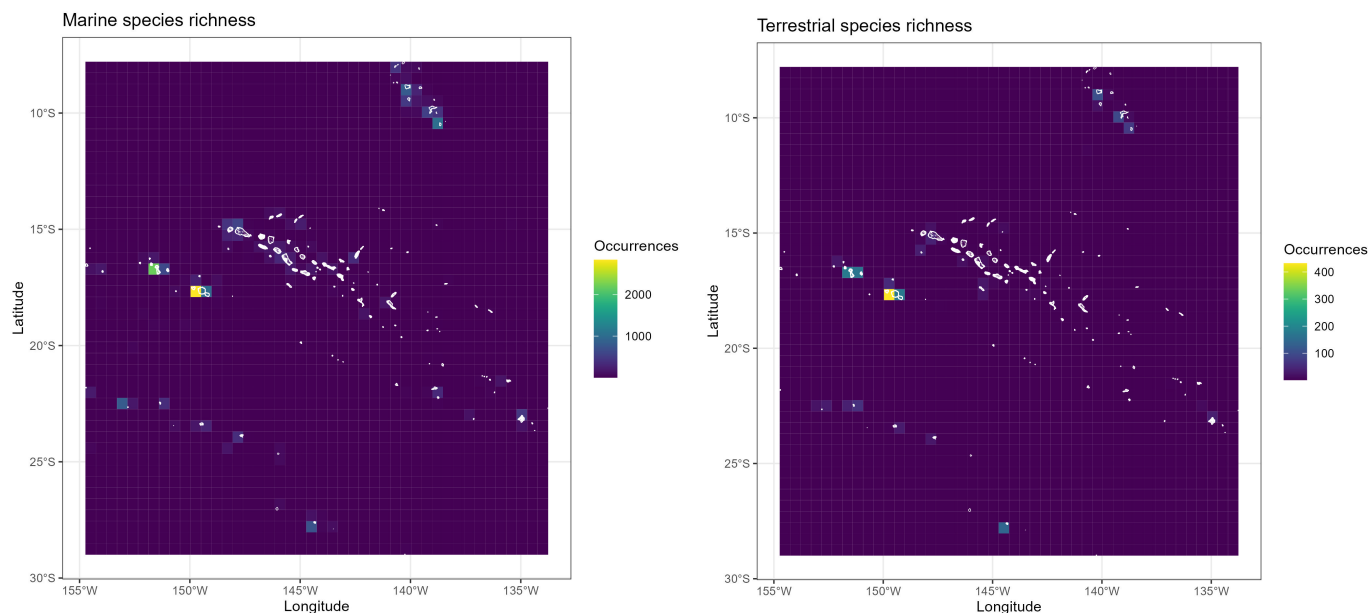 Marine species richness
10°S
15°S
20°S
25°S
30°S
155°W
150°W
145°W
140°W
135°W
Longitude
Latitude
Occurrences
2000
1000
Terrestrial species richness
10°S
15°S
20°S
25°S
30°S
155°W
150°W
145°W
140°W
135°W
Longitude
Latitude
Occurrences
400
300
200
100